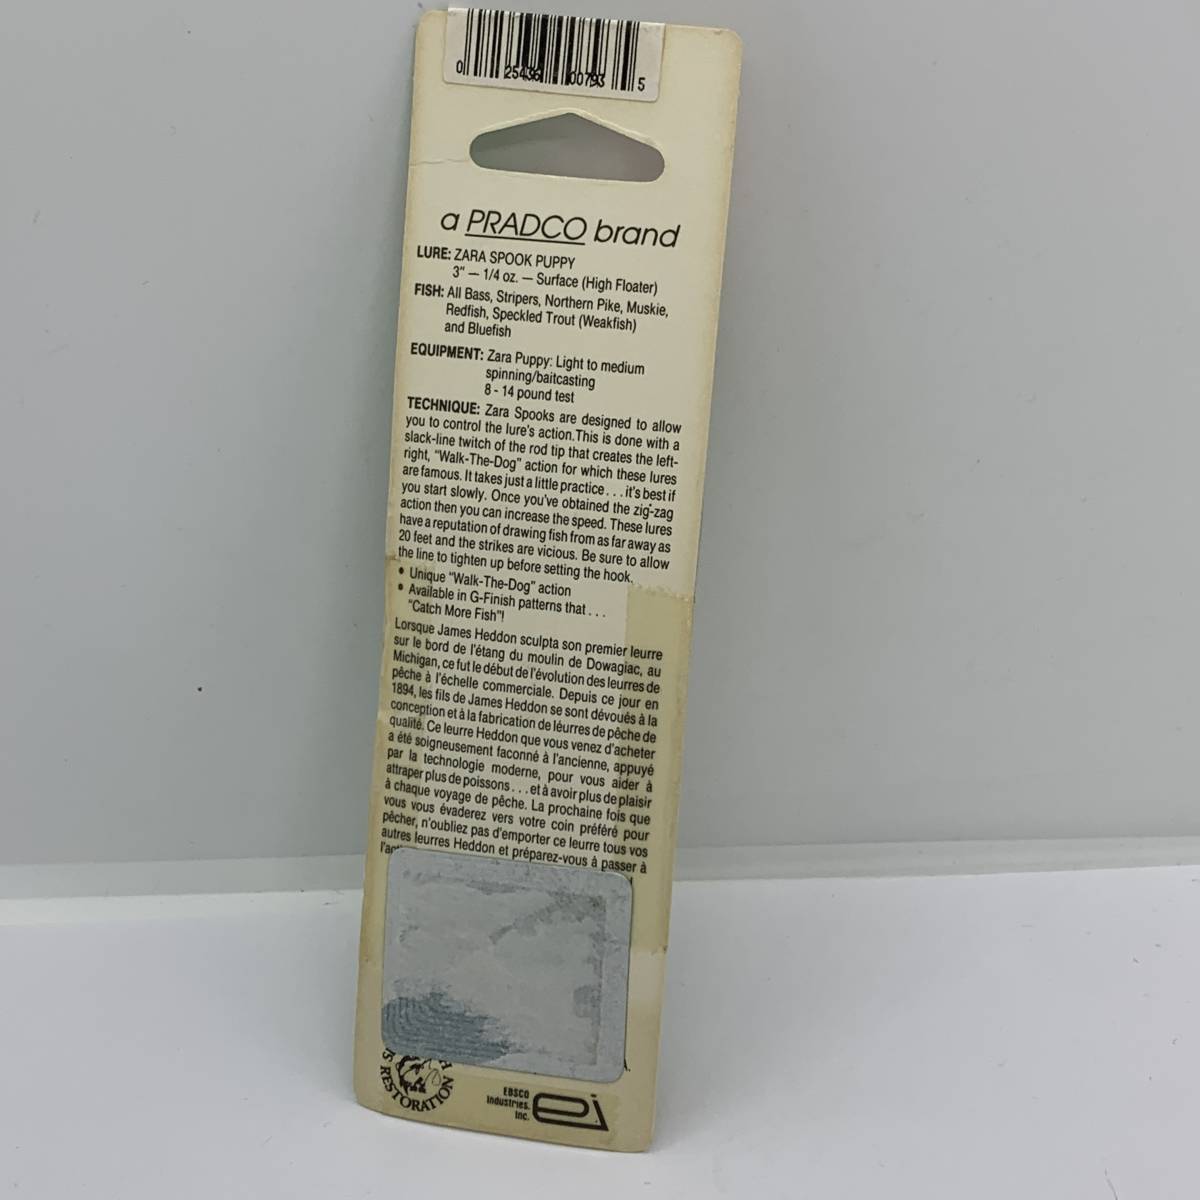 0 25436 00793 5
a PRADCO brand
LURE: ZARA SPOOK PUPPY
3" — 1/4 oz. — Surface (High Floater)
FISH: All Bass, Stripers, Northern Pike, Muskie,
Redfish, Speckled Trout (Weakfish)
and Bluefish
EQUIPMENT: Zara Puppy: Light to medium
spinning/baitcasting
8 - 14 pound test
TECHNIQUE: Zara Spooks are designed to allow
you to control the lure's action.This is done with a
slack-line twitch of the rod tip that creates the left-
right, "Walk-The-Dog" action for which these lures
are famous. It takes just a little practice . . . it's best if
you start slowly. Once you've obtained the zig-zag
action then you can increase the speed. These lures
have a reputation of drawing fish from as far away as
20 feet and the strikes are vicious. Be sure to allow
the line to tighten up before setting the hook.
• Unique "Walk-The-Dog" action
• Available in G-Finish patterns that . . .
"Catch More Fish"!
Lorsque James Heddon sculpta son premier leurre
sur le bord de l'étang du moulin de Dowagiac, au
Michigan, ce fut le début de l'évolution des leurres de
pêche à l'échelle commerciale. Depuis ce jour en
1894, les fils de James Heddon se sont dévoués à la
conception et à la fabrication de léurres de pêche de
qualité. Ce leurre Heddon que vous venez d'acheter
a été soigneusement faconné à l'ancienne, appuyé
par la technologie moderne, pour vous aider à
attraper plus de poissons . . . et à avoir plus de plaisir
à chaque voyage de pêche. La prochaine fois que
vous vous évaderez vers votre coin préféré pour
pêcher, n'oubliez pas d'emporter ce leurre tous vos
autres leurres Heddon et préparez-vous à passer à
RESTORATION
EBSCO
Industries,
Inc.
ei